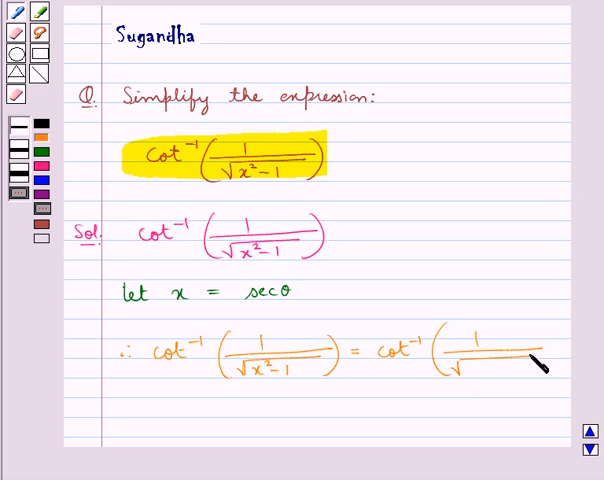 Sugandha
Q. Simplify the expression:
cot⁻¹ (1/√(x²-1))
Sol. cot⁻¹ (1/√(x²-1))
let x = secθ
∴ cot⁻¹ (1/√(x²-1)) = cot⁻¹ (1/√